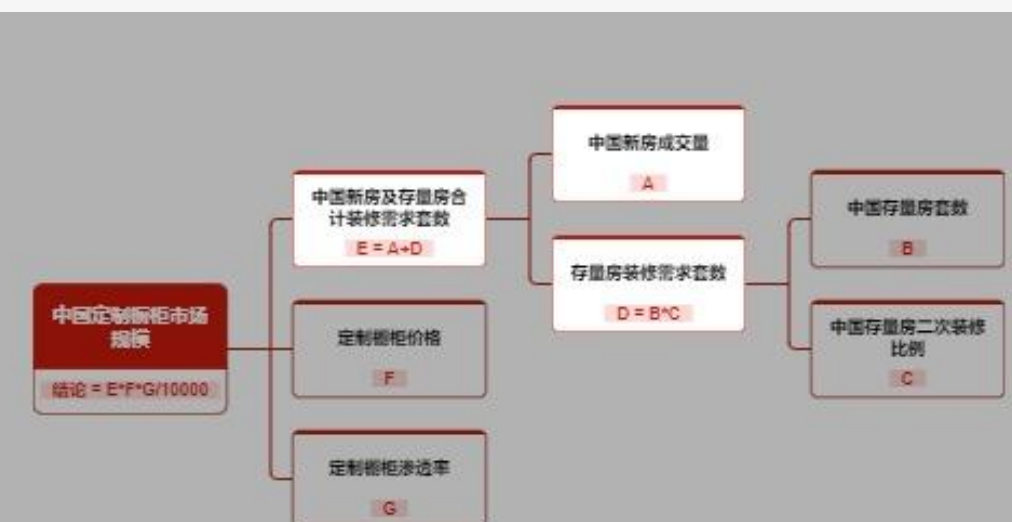 中国新房成交量
A
中国新房及存量房合
计装修需求套数
E = A+D
中国存量房套数
B
存量房装修需求套数
D = B*C
中国定制橱柜市场
规模
结论 = E*F*G/10000
定制橱柜价格
F
中国存量房二次装修
比例
C
定制橱柜渗透率
G